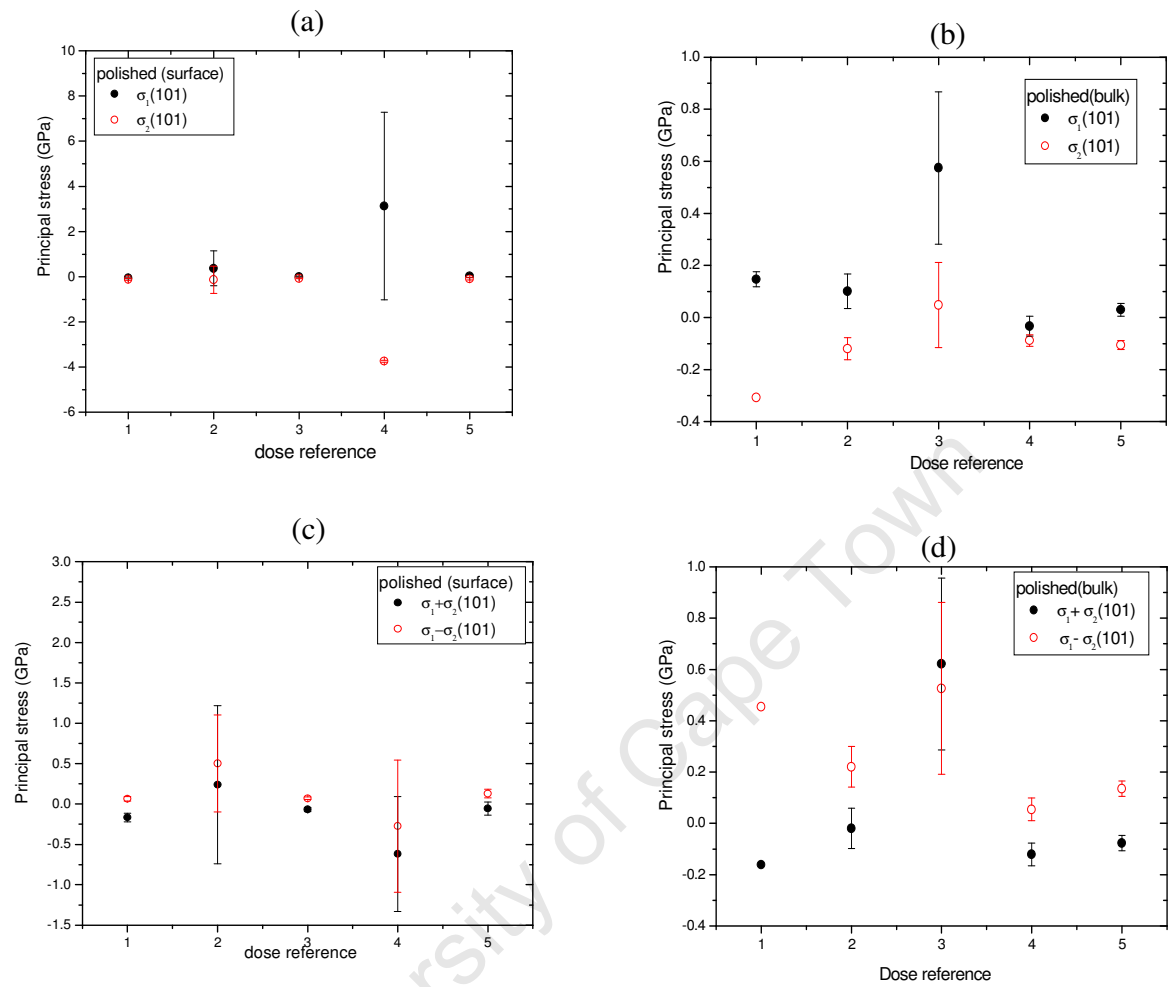 (a)
10
8
6
4
2
0
-2
-4
-6
Principal stress (GPa)
polished (surface)
σ₁(101)
σ₂(101)
1 2 3 4 5
dose reference
(b)
1.0
0.8
0.6
0.4
0.2
0.0
-0.2
-0.4
Principal stress (GPa)
polished(bulk)
σ₁(101)
σ₂(101)
1 2 3 4 5
Dose reference
(c)
3.0
2.5
2.0
1.5
1.0
0.5
0.0
-0.5
-1.0
-1.5
Principal stress (GPa)
polished (surface)
σ₁+σ₂(101)
σ₁−σ₂(101)
1 2 3 4 5
dose reference
(d)
1.0
0.8
0.6
0.4
0.2
0.0
-0.2
-0.4
Principal stress (GPa)
polished(bulk)
σ₁+ σ₂(101)
σ₁- σ₂(101)
1 2 3 4 5
Dose reference
rsity of Cape Town